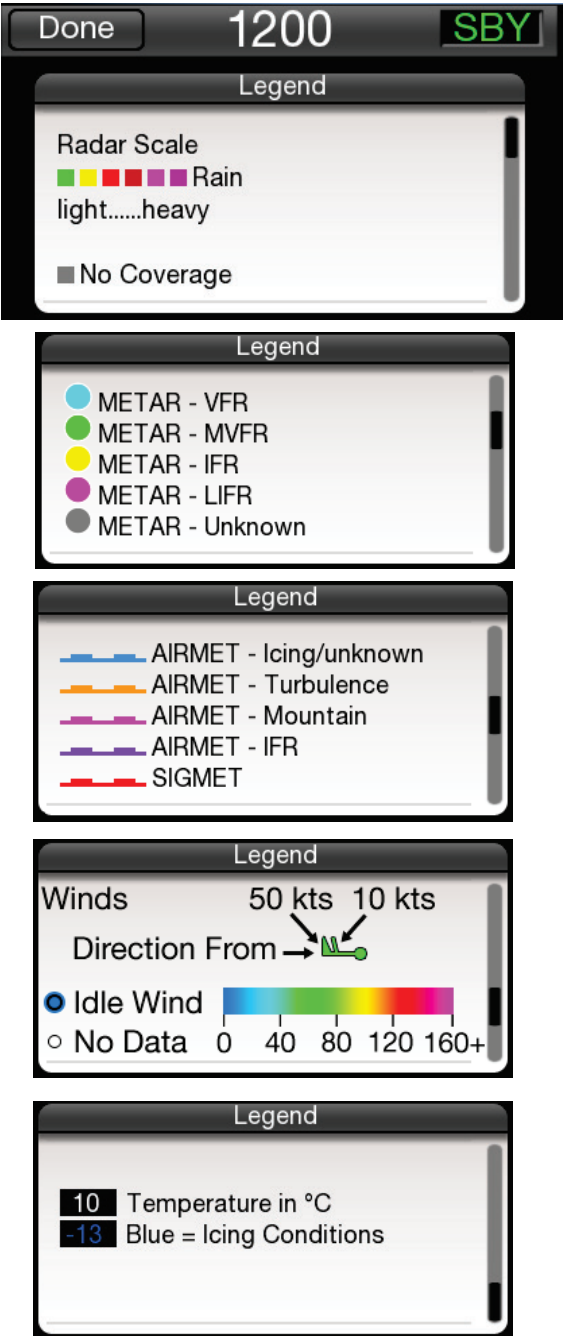 Done 1200 SBY
Legend
Radar Scale
Rain
light......heavy
No Coverage
Legend
METAR - VFR
METAR - MVFR
METAR - IFR
METAR - LIFR
METAR - Unknown
Legend
AIRMET - Icing/unknown
AIRMET - Turbulence
AIRMET - Mountain
AIRMET - IFR
SIGMET
Legend
Winds 50 kts 10 kts
Direction From
Idle Wind
No Data 0 40 80 120 160+
Legend
10 Temperature in °C
-13 Blue = Icing Conditions